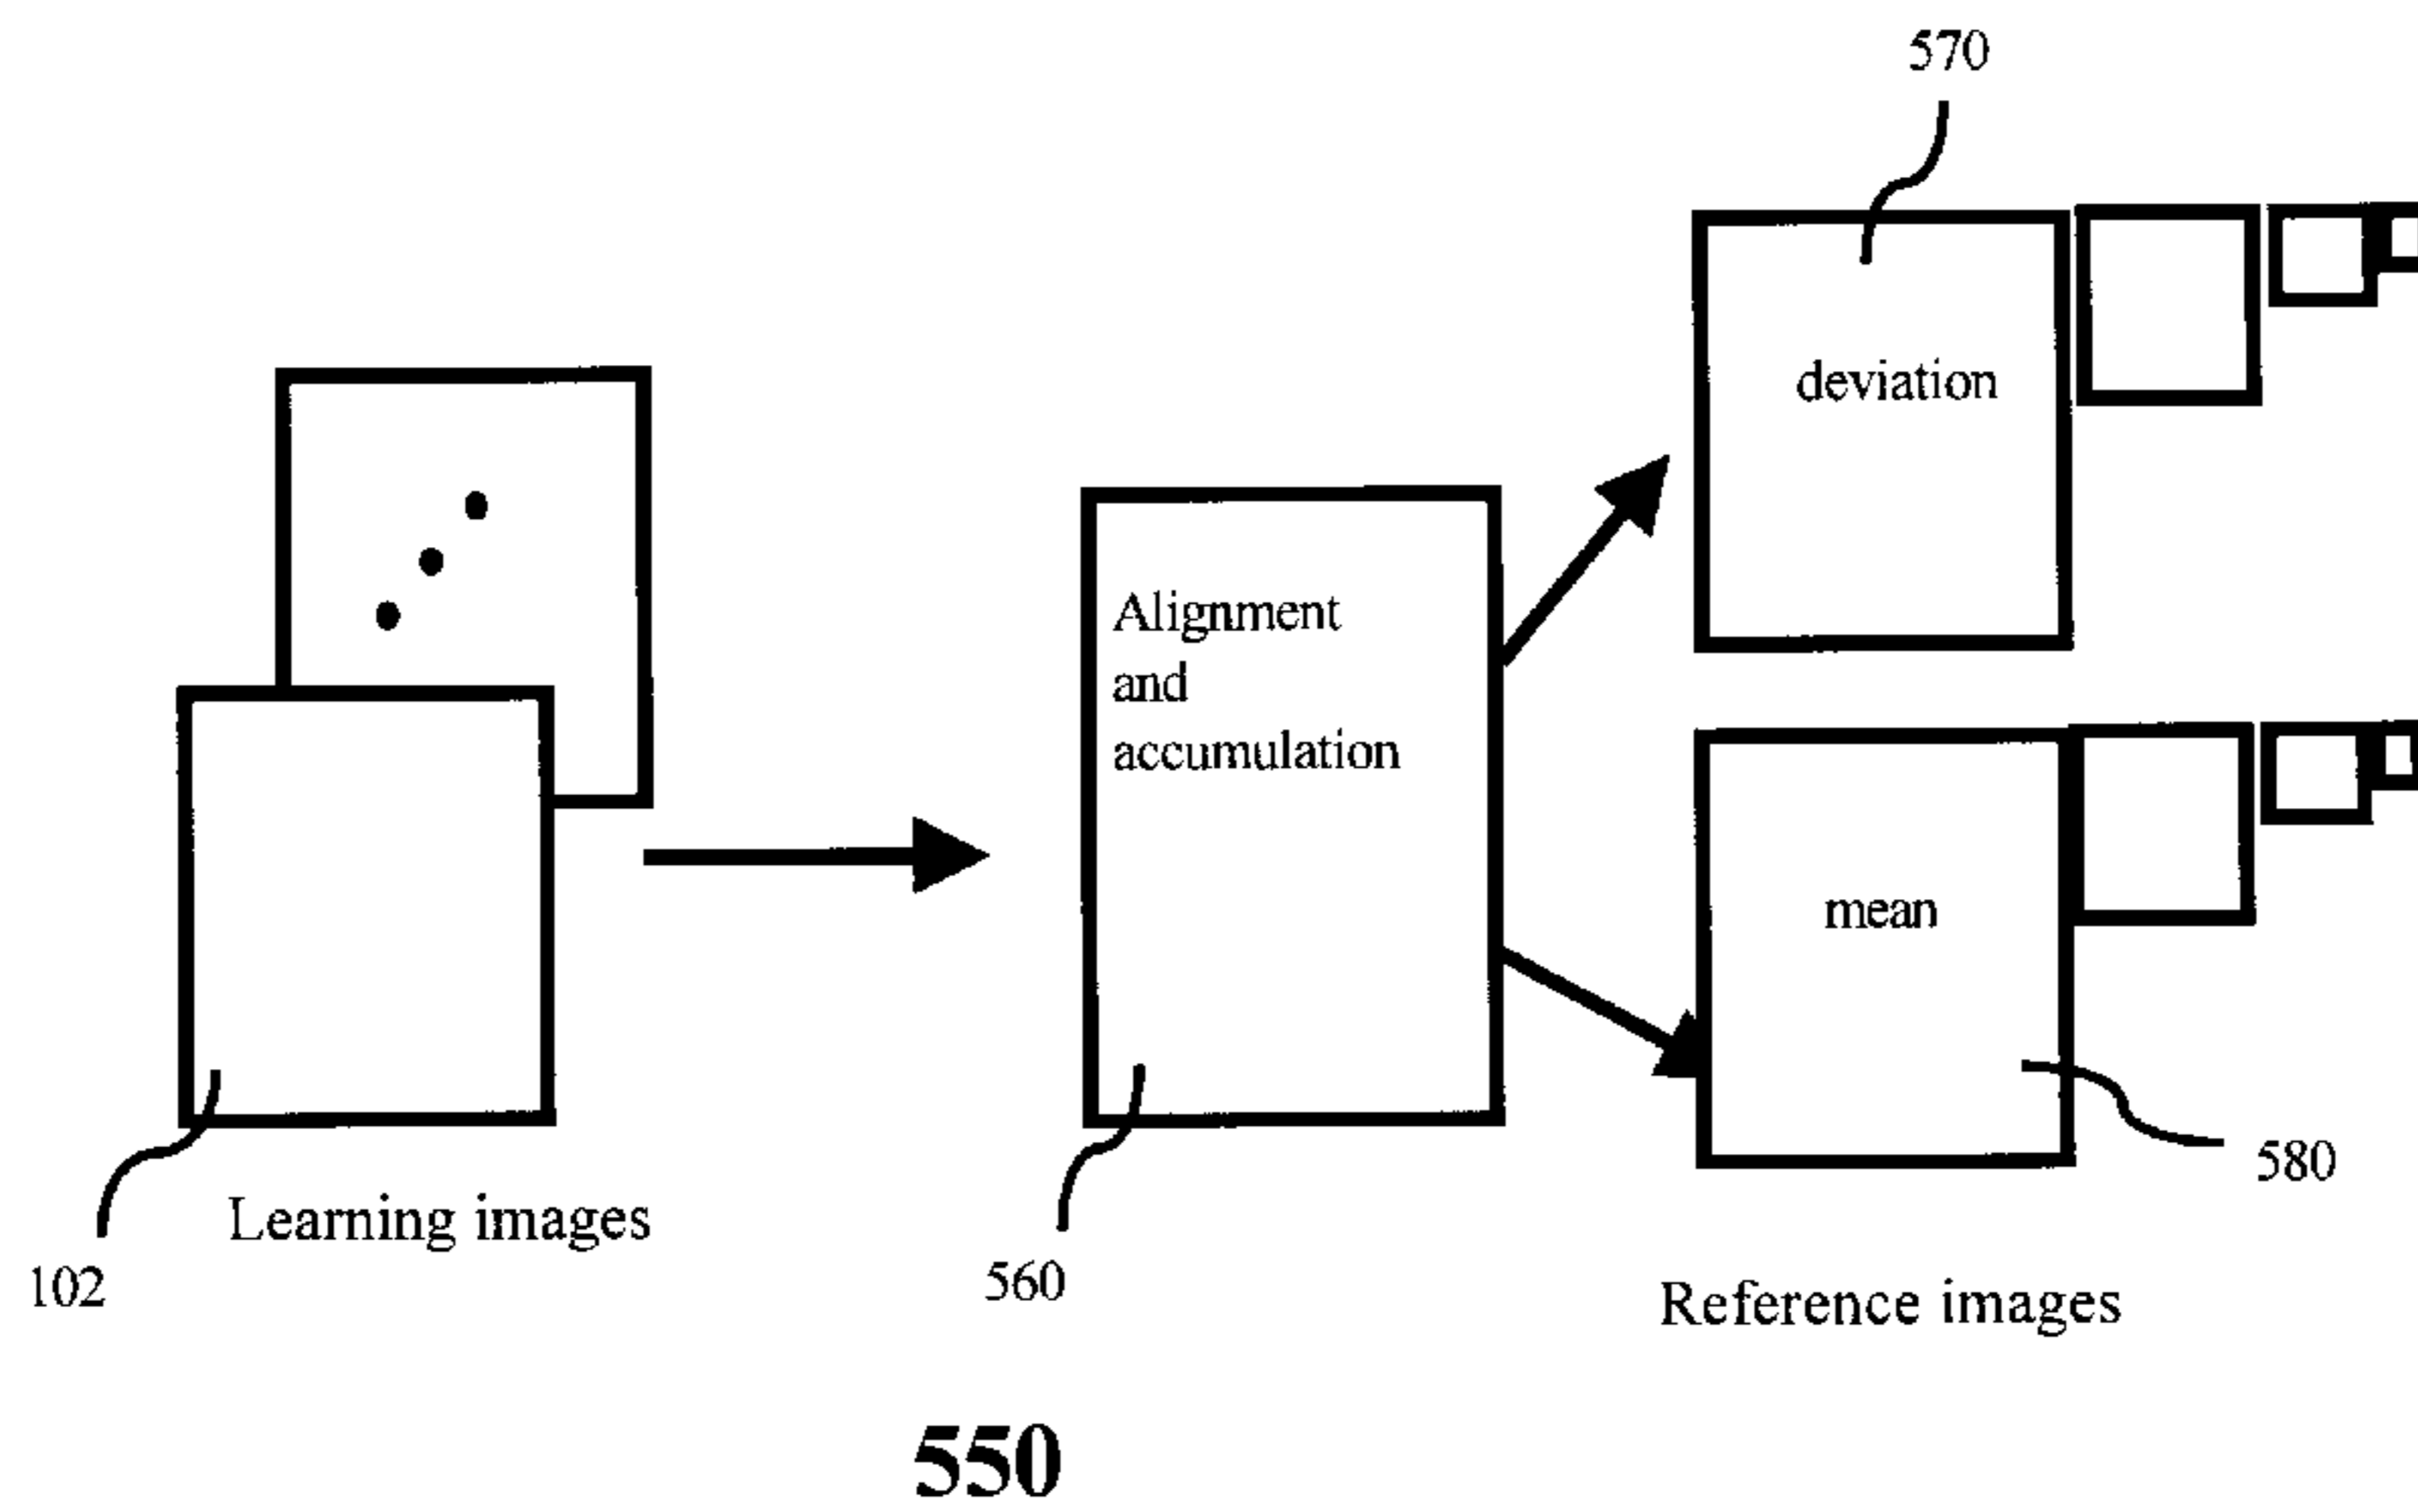 570
deviation
Alignment
and
accumulation
mean
580
Learning images
102
560
Reference images
550